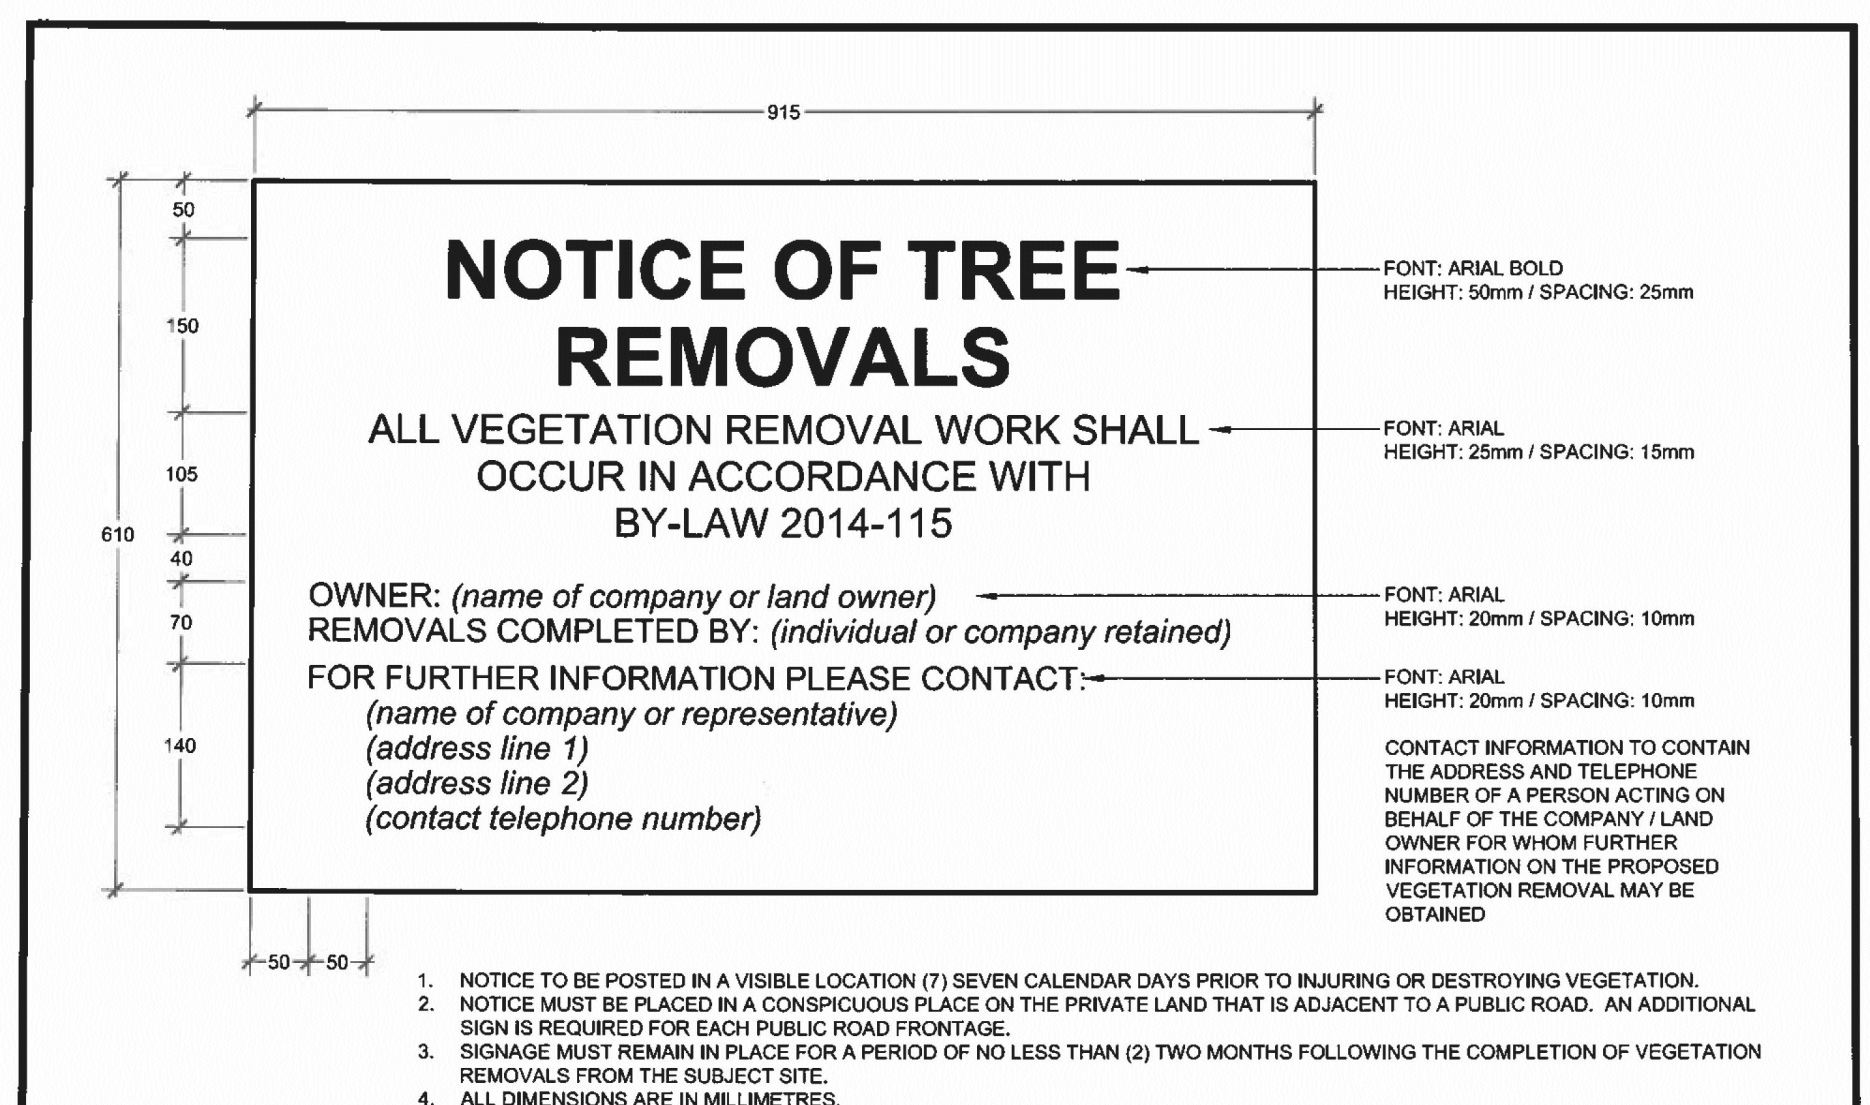 915
50
NOTICE OF TREE
FONT: ARIAL BOLD
HEIGHT: 50mm / SPACING: 25mm
150
REMOVALS
ALL VEGETATION REMOVAL WORK SHALL
FONT: ARIAL
HEIGHT: 25mm / SPACING: 15mm
105
OCCUR IN ACCORDANCE WITH
BY-LAW 2014-115
610
40
OWNER: (name of company or land owner)
FONT: ARIAL
HEIGHT: 20mm / SPACING: 10mm
70
REMOVALS COMPLETED BY: (individual or company retained)
FOR FURTHER INFORMATION PLEASE CONTACT:
FONT: ARIAL
HEIGHT: 20mm / SPACING: 10mm
(name of company or representative)
140
(address line 1)
(address line 2)
(contact telephone number)
CONTACT INFORMATION TO CONTAIN
THE ADDRESS AND TELEPHONE
NUMBER OF A PERSON ACTING ON
BEHALF OF THE COMPANY / LAND
OWNER FOR WHOM FURTHER
INFORMATION ON THE PROPOSED
VEGETATION REMOVAL MAY BE
OBTAINED
50 50
1. NOTICE TO BE POSTED IN A VISIBLE LOCATION (7) SEVEN CALENDAR DAYS PRIOR TO INJURING OR DESTROYING VEGETATION.
2. NOTICE MUST BE PLACED IN A CONSPICUOUS PLACE ON THE PRIVATE LAND THAT IS ADJACENT TO A PUBLIC ROAD. AN ADDITIONAL
SIGN IS REQUIRED FOR EACH PUBLIC ROAD FRONTAGE.
3. SIGNAGE MUST REMAIN IN PLACE FOR A PERIOD OF NO LESS THAN (2) TWO MONTHS FOLLOWING THE COMPLETION OF VEGETATION
REMOVALS FROM THE SUBJECT SITE.
4. ALL DIMENSIONS ARE IN MILLIMETRES.